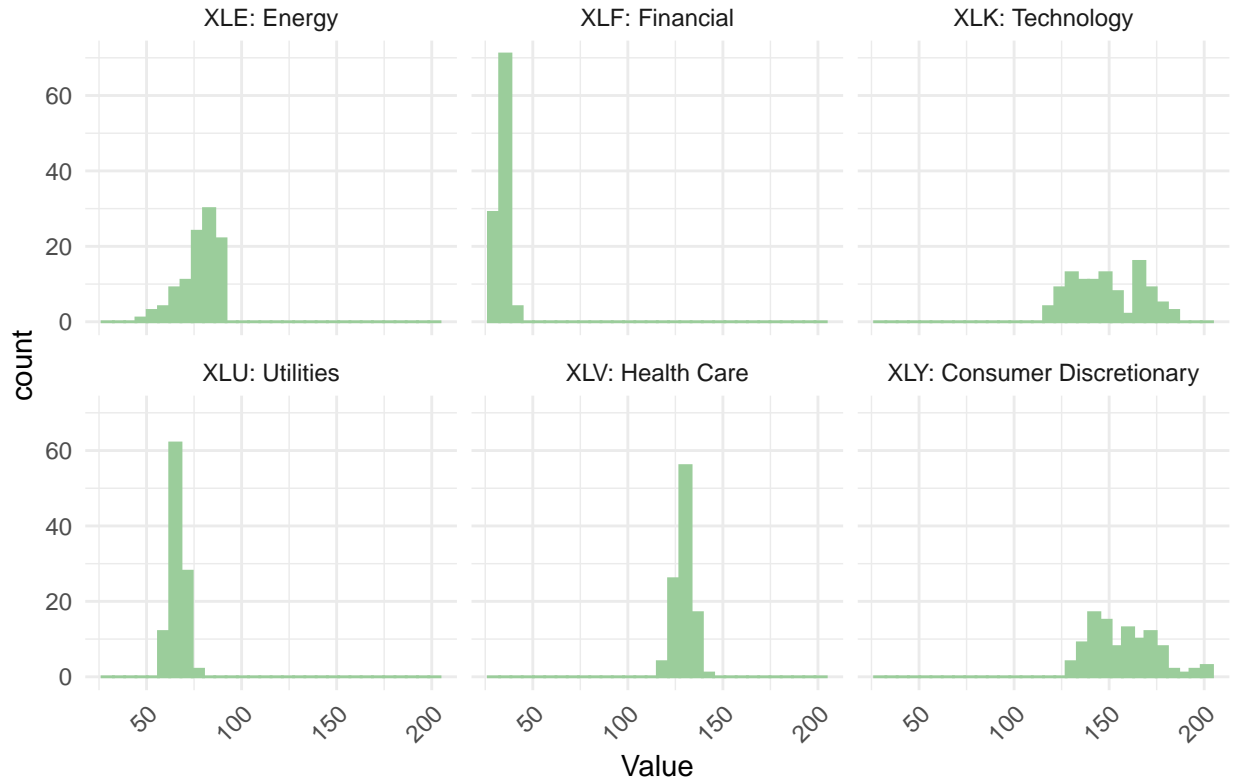 XLE: Energy
XLF: Financial
XLK: Technology
60
40
20
0
count
XLU: Utilities
XLV: Health Care
XLY: Consumer Discretionary
60
40
20
0
50
100
150
200
50
100
150
200
50
100
150
200
Value